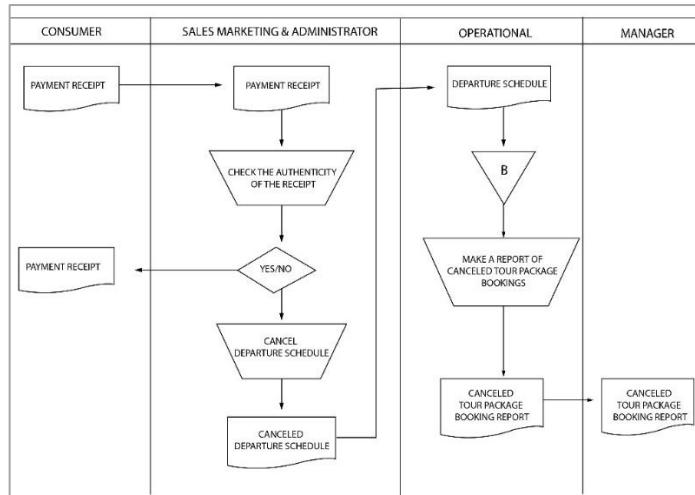 CONSUMER
SALES MARKETING & ADMINISTRATOR
OPERATIONAL
MANAGER
PAYMENT RECEIPT
PAYMENT RECEIPT
DEPARTURE SCHEDULE
CHECK THE AUTHENTICITY
OF THE RECEIPT
B
PAYMENT RECEIPT
YES/NO
MAKE A REPORT OF
CANCELED TOUR PACKAGE
BOOKINGS
CANCEL
DEPARTURE SCHEDULE
CANCELED
DEPARTURE SCHEDULE
CANCELED
TOUR PACKAGE
BOOKING REPORT
CANCELED
TOUR PACKAGE
BOOKING REPORT